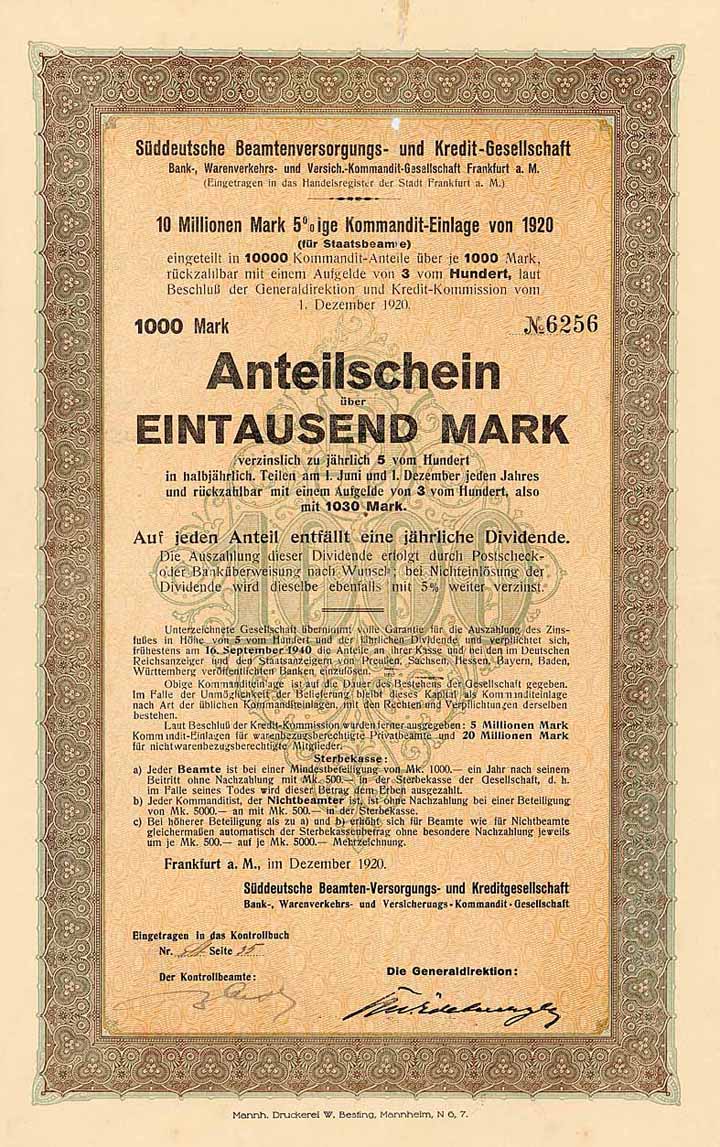 Süddeutsche Beamtenversorgungs- und Kredit-Gesellschaft
Bank-, Warenverkehrs- und Versich.-Kommandit-Gesellschaft Frankfurt a. M.
(Eingetragen in das Handelsregister der Stadt Frankfurt a. M.)
10 Millionen Mark 5%ige Kommandit-Einlage von 1920
(für Staatsbeamte)
eingeteilt in 10000 Kommandit-Anteile über je 1000 Mark,
rückzahlbar mit einem Aufgelde von 3 vom Hundert, laut
Beschluß der Generaldirektion und Kredit-Kommission vom
1. Dezember 1920.
1000 Mark №6256
Anteilschein
über
EINTAUSEND MARK
verzinslich zu jährlich 5 vom Hundert
in halbjährlich. Teilen am 1. Juni und 1. Dezember jeden Jahres
und rückzahlbar mit einem Aufgelde von 3 vom Hundert, also
mit 1030 Mark.
Auf jeden Anteil entfällt eine jährliche Dividende.
Die Auszahlung dieser Dividende erfolgt durch Postscheck-
oder Banküberweisung nach Wunsch; bei Nichteinlösung der
Dividende wird dieselbe ebenfalls mit 5% weiter verzinst.
1000
Unterzeichnete Gesellschaft übernimmt volle Garantie für die Auszahlung des Zins-
fußes in Höhe von 5 vom Hundert und der jährlichen Dividende und verpflichtet sich
frühestens am 16. September 1940 die Anteile an ihrer Kasse und bei den im Deutschen
Reichsanzeiger und den Staatsanzeigern von Preußen, Sachsen, Hessen, Bayern, Baden,
Württemberg veröffentlichten Banken einzulösen.
Obige Kommanditeinlage ist auf die Dauer des Bestehens der Gesellschaft gegeben.
Im Falle der Unmöglichkeit der Belieferung bleibt dieses Kapital als Kommanditeinlage
nach Art der üblichen Kommanditeinlagen, mit den Rechten und Verpflichtungen derselben
bestehen.
Laut Beschluß der Kredit-Kommission wurden ferner ausgegeben: 5 Millionen Mark
Kommandit-Einlagen für warenbezugsberechtigte Privatbeamte und 20 Millionen Mark
für nichtwarenbezugsberechtigte Mitglieder.
Sterbekasse:
a) Jeder Beamte ist bei einer Mindestbeteiligung von Mk. 1000.— ein Jahr nach seinem
Beitritt ohne Nachzahlung mit Mk. 500.— in der Sterbekasse der Gesellschaft, d. h.
im Falle seines Todes wird dieser Betrag den Erben ausgezahlt.
b) Jeder Kommanditist, der Nichtbeamter ist, ist ohne Nachzahlung bei einer Beteiligung
von Mk. 5000.— an mit Mk. 500.— in der Sterbekasse.
c) Bei höherer Beteiligung als zu a) und b) erhöht sich für Beamte wie für Nichtbeamte
gleichermaßen automatisch der Sterbekassenbetrag ohne besondere Nachzahlung jeweils
um je Mk. 500.— auf je Mk. 5000.— Mehrzeichnung.
Frankfurt a. M., im Dezember 1920.
Süddeutsche Beamten-Versorgungs- und Kreditgesellschaft
Bank-, Warenverkehrs- und Versicherungs-Kommandit-Gesellschaft
Eingetragen in das Kontrollbuch
Nr. Seite 35
Der Kontrollbeamte:
Die Generaldirektion:
Mannh. Druckerei W. Besting, Mannheim, N 6, 7.